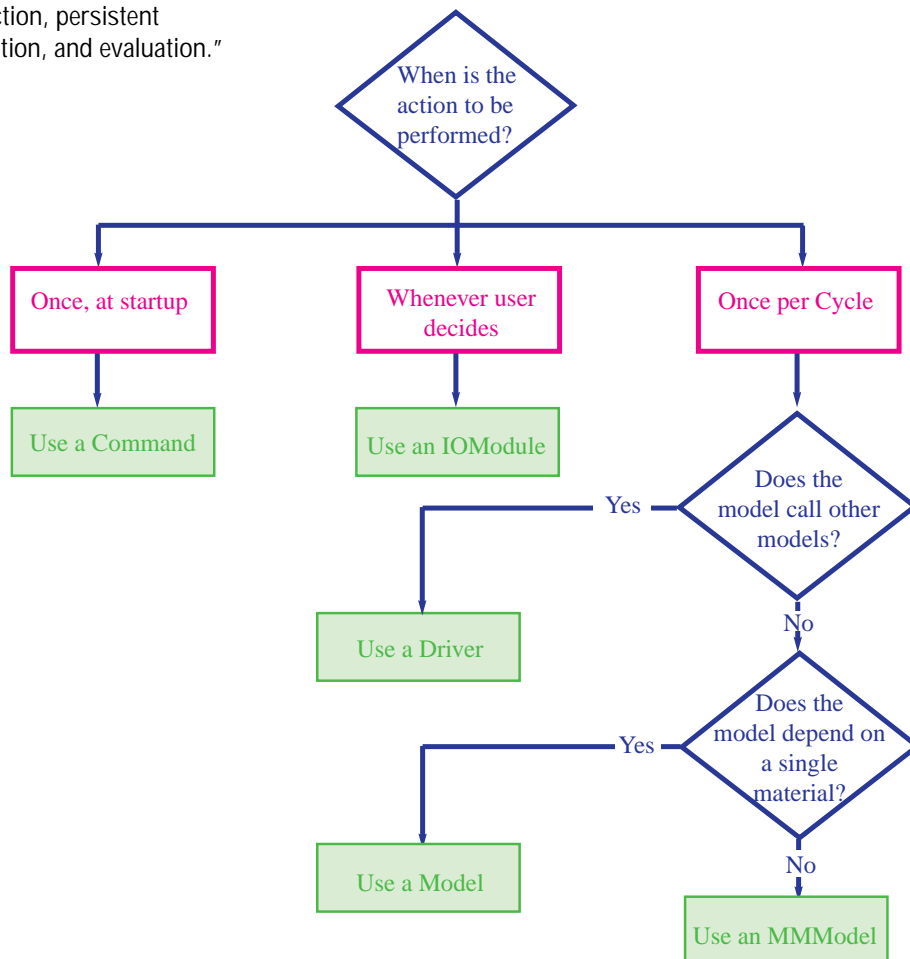 tion, persistent
tion, and evaluation.”
When is the
action to be
performed?
Once, at startup
Whenever user
decides
Once per Cycle
Use a Command
Use an IOModule
Does the
model call other
models?
Yes
No
Use a Driver
Does the
model depend on
a single
material?
Yes
No
Use a Model
Use an MMModel